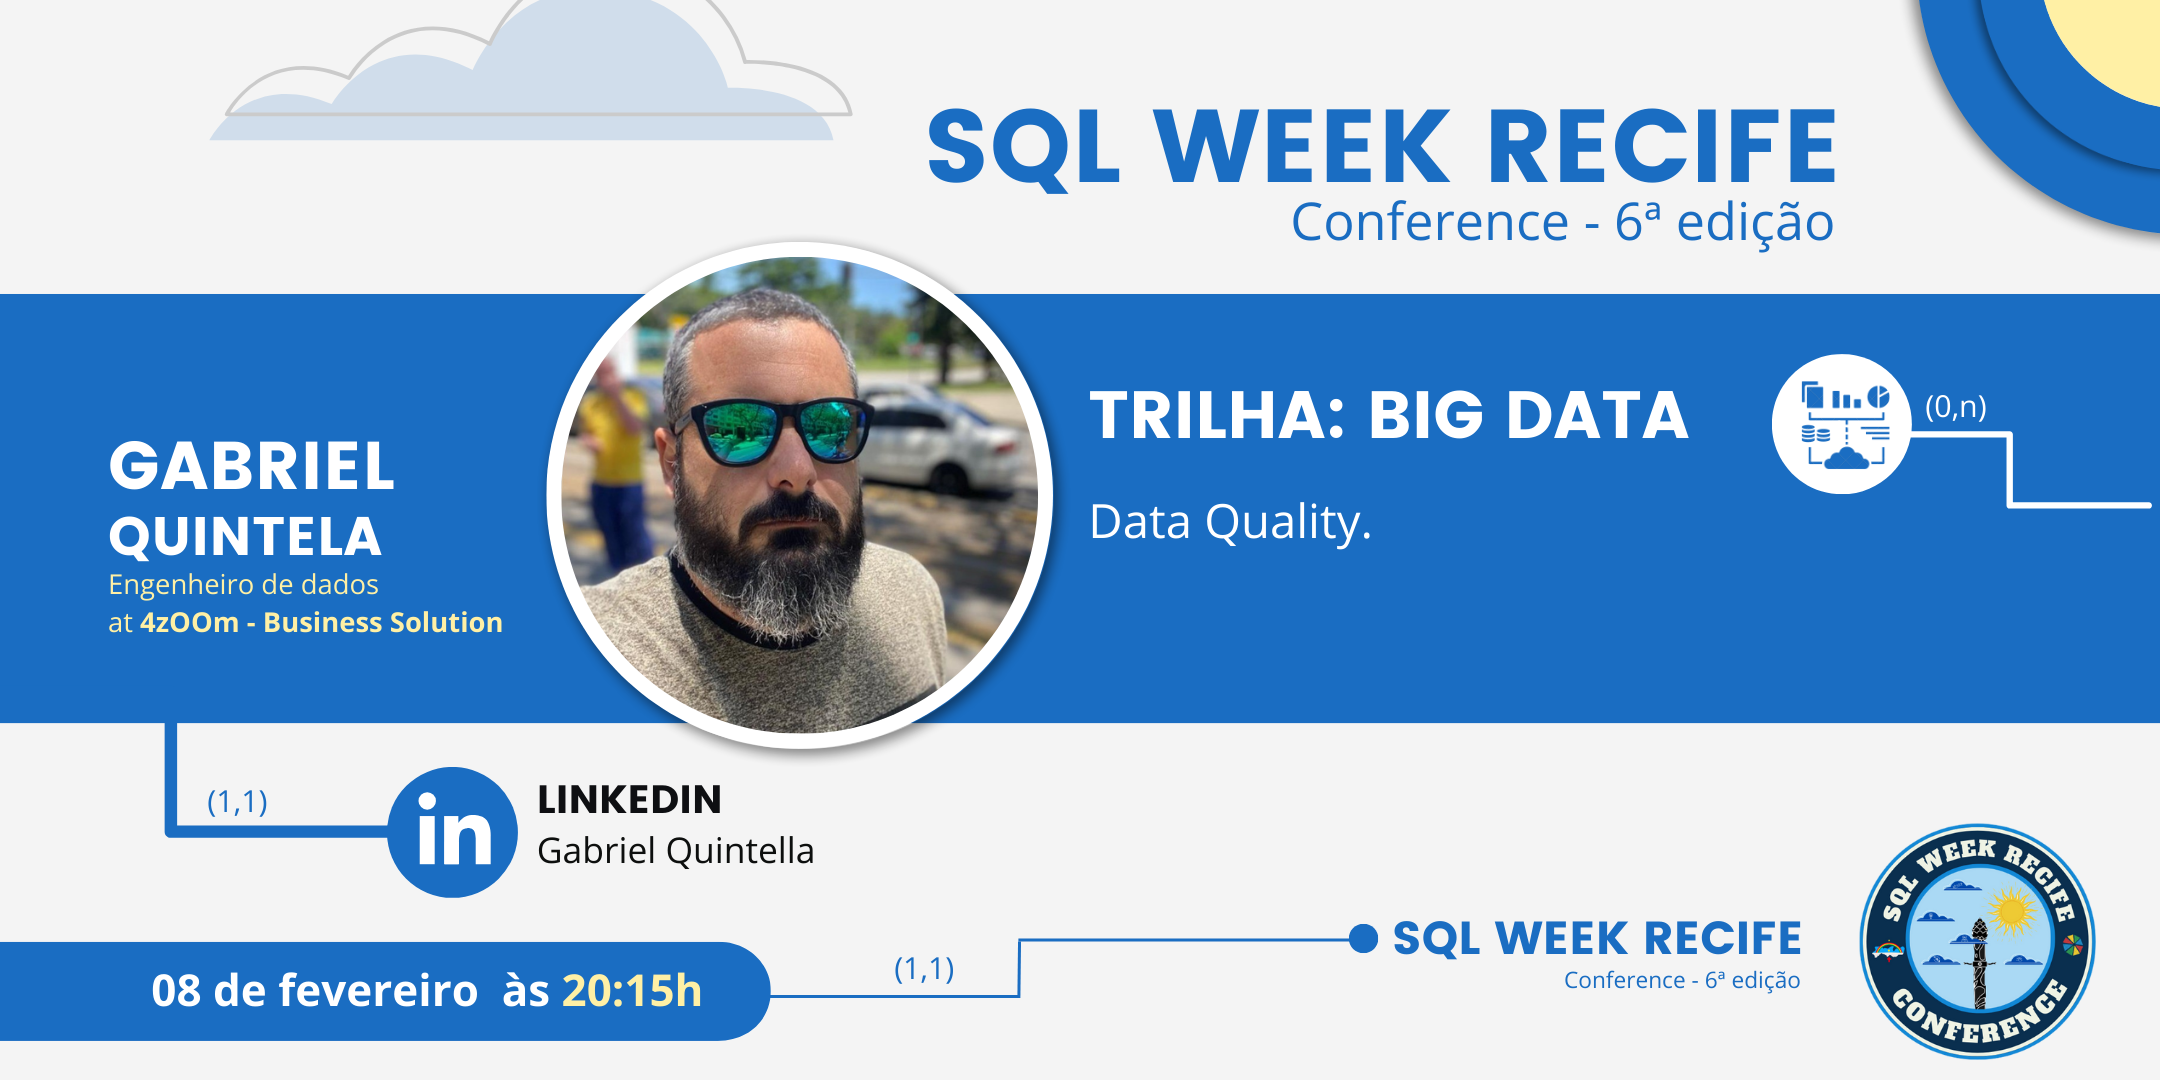 SQL WEEK RECIFE
Conference - 6ª edição
GABRIEL
QUINTELA
Engenheiro de dados
at 4zOOm - Business Solution
TRILHA: BIG DATA
Data Quality.
(0,n)
(1,1)
LINKEDIN
Gabriel Quintella
08 de fevereiro às 20:15h
(1,1)
SQL WEEK RECIFE
Conference - 6ª edição
SQL WEEK RECIFE
CONFERENCE